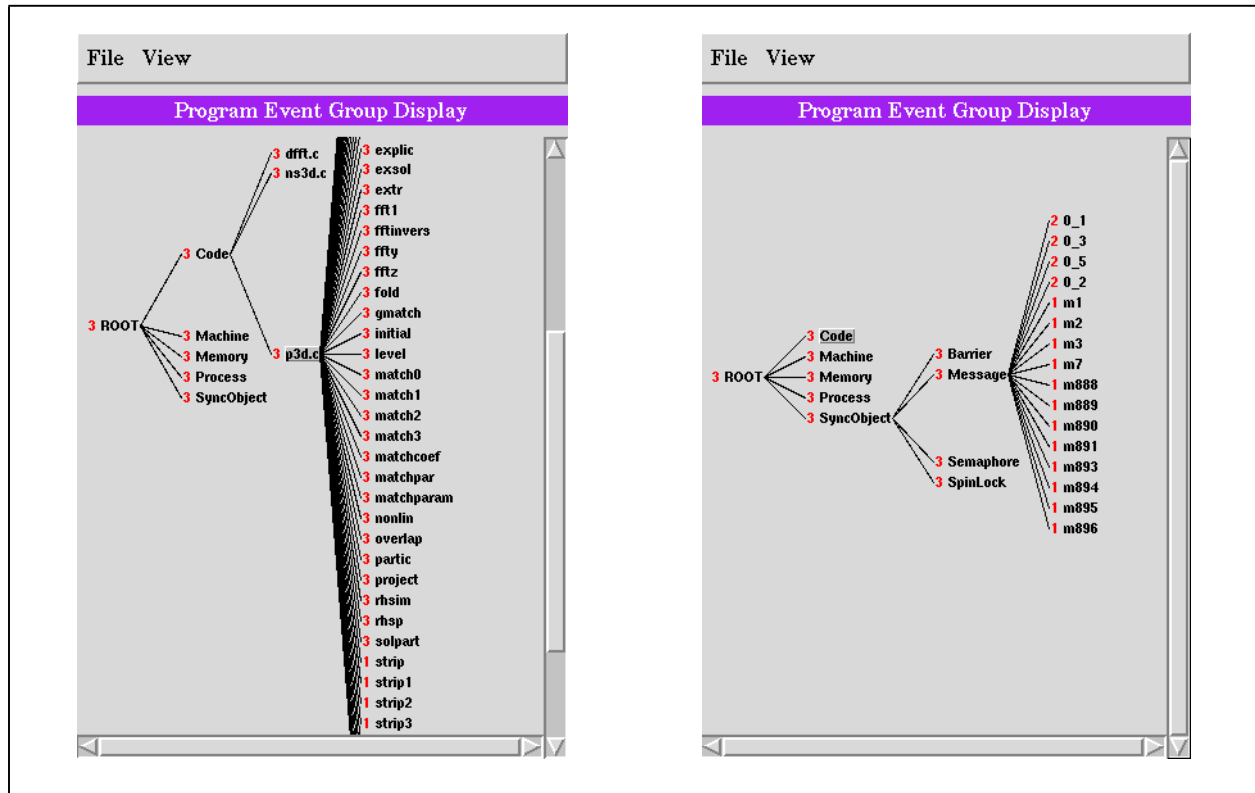 File View
Program Event Group Display
3 dfft.c
3 ns3d.c
3 Code
3 ROOT
3 Machine
3 Memory
3 Process
3 SyncObject
3 p3d.c
3 explic
3 exsol
3 extr
3 fft1
3 fftinvers
3 ffty
3 fftz
3 fold
3 gmatch
3 initial
3 level
3 match0
3 match1
3 match2
3 match3
3 matchcoef
3 matchpar
3 matchparam
3 nonlin
3 overlap
3 partic
3 project
3 rhsim
3 rhsp
3 solpart
1 strip
1 strip1
1 strip2
1 strip3
File View
Program Event Group Display
3 ROOT
3 Code
3 Machine
3 Memory
3 Process
3 SyncObject
3 Barrier
3 Message
3 Semaphore
3 SpinLock
2 0_1
2 0_3
2 0_5
2 0_2
1 m1
1 m2
1 m3
1 m7
1 m888
1 m889
1 m890
1 m891
1 m893
1 m894
1 m895
1 m896